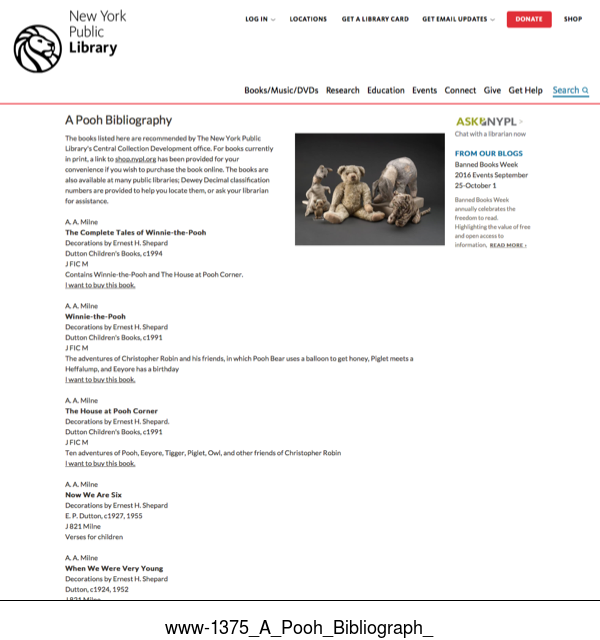 New York
Public
Library
LOG IN
LOCATIONS
GET A LIBRARY CARD
GET EMAIL UPDATES
DONATE
SHOP
Books/Music/DVDs Research Education Events Connect Give Get Help Search
A Pooh Bibliography
The books listed here are recommended by The New York Public
Library's Central Collection Development office. For books currently
in print, a link to shop.nypl.org has been provided for your
convenience if you wish to purchase the book online. The books are
also available at many public libraries; Dewey Decimal classification
numbers are provided to help you locate them, or ask your librarian
for assistance.
A. A. Milne
The Complete Tales of Winnie-the-Pooh
Decorations by Ernest H. Shepard
Dutton Children's Books, c1994
J FIC M
Contains Winnie-the-Pooh and The House at Pooh Corner.
I want to buy this book.
A. A. Milne
Winnie-the-Pooh
Decorations by Ernest H. Shepard
Dutton Children's Books, c1991
J FIC M
The adventures of Christopher Robin and his friends, in which Pooh Bear uses a balloon to get honey, Piglet meets a
Heffalump, and Eeyore has a birthday
I want to buy this book.
A. A. Milne
The House at Pooh Corner
Decorations by Ernest H. Shepard.
Dutton Children's Books, c1991
J FIC M
Ten adventures of Pooh, Eeyore, Tigger, Piglet, Owl, and other friends of Christopher Robin
I want to buy this book.
A. A. Milne
Now We Are Six
Decorations by Ernest H. Shepard
E. P. Dutton, c1927, 1955
J 821 Milne
Verses for children
A. A. Milne
When We Were Very Young
Decorations by Ernest H. Shepard
Dutton, c1924, 1952
J 821 Milne
ASK NYPL >
Chat with a librarian now
FROM OUR BLOGS
Banned Books Week
2016 Events September
25-October 1
Banned Books Week
annually celebrates the
freedom to read.
Highlighting the value of free
and open access to
information, READ MORE ›
www-1375_A_Pooh_Bibliograph_